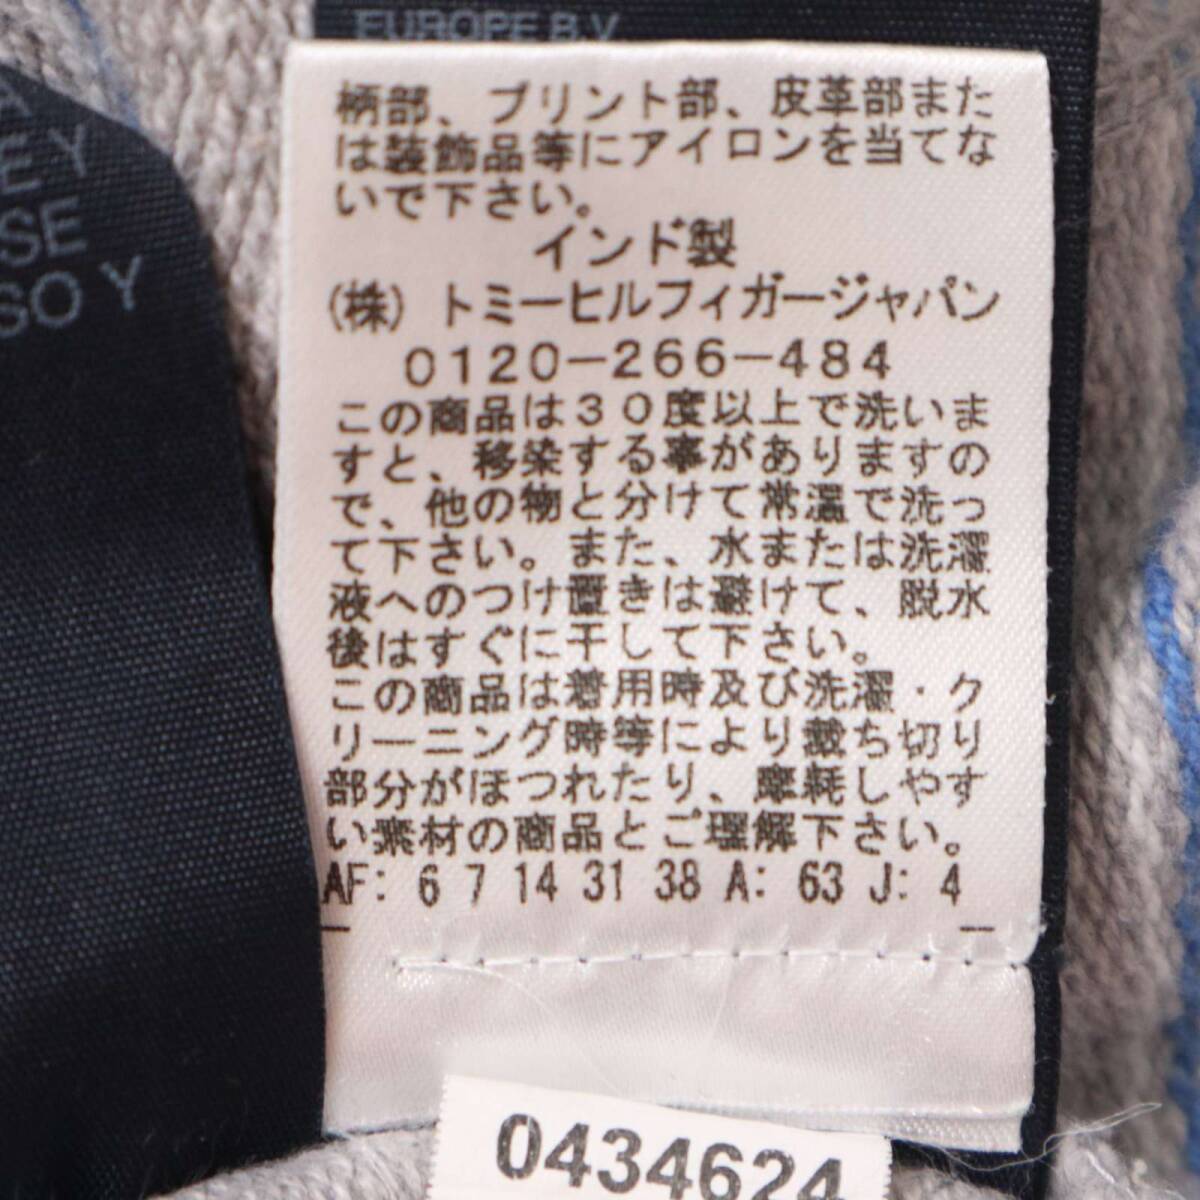 EUROPE B.V
柄部、プリント部、皮革部また
は装飾品等にアイロンを当てな
いで下さい。
インド製
(株) トミーヒルフィガージャパン
0120-266-484
この商品は30度以上で洗いま
すと、移染する事がありますの
で、他の物と分けて常温で洗っ
て下さい。また、水または洗濯
液へのつけ置きは避けて、脱水
後はすぐに干して下さい。
この商品は着用時及び洗濯・ク
リーニング時等により裁ち切り
部分がほつれたり、摩耗しやす
い素材の商品とご理解下さい。
AF: 6 7 14 31 38 A: 63 J: 4
E Y
SE
SO Y
0434624